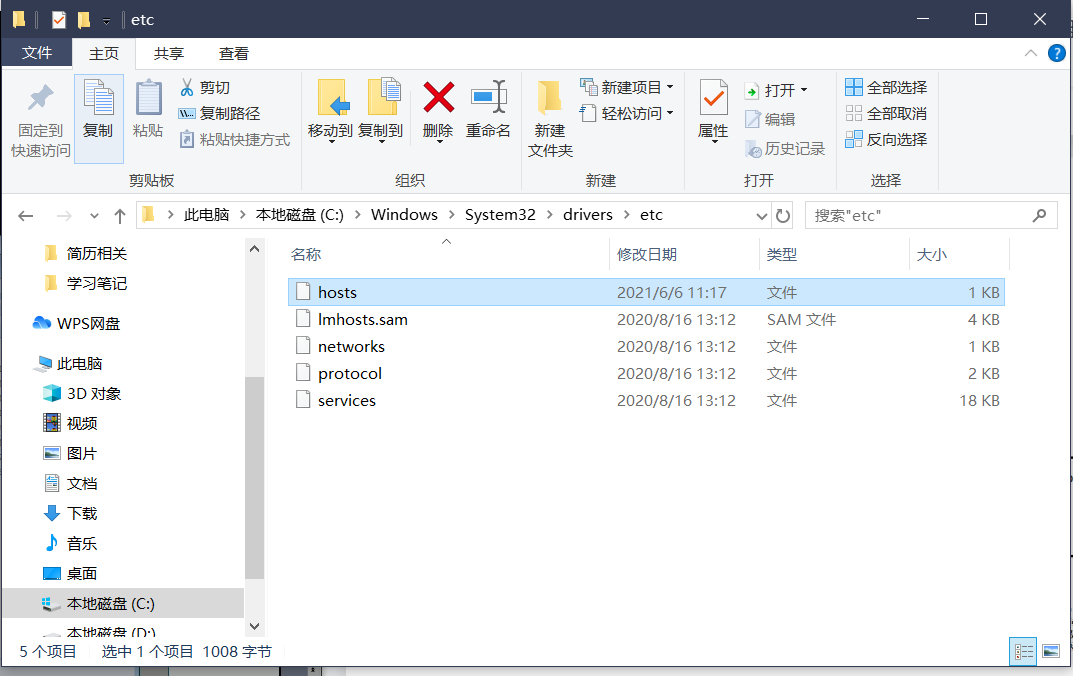 etc
文件 主页 共享 查看
固定到快速访问 复制 粘贴 剪切 复制路径 粘贴快捷方式
移动到 复制到 删除 重命名
新建文件夹 新建项目 轻松访问
属性 打开 编辑 历史记录
全部选择 全部取消 反向选择
剪贴板 组织 新建 打开 选择
此电脑 本地磁盘 (C:) Windows System32 drivers etc 搜索"etc"
简历相关
学习笔记
WPS网盘
此电脑
3D 对象
视频
图片
文档
下载
音乐
桌面
本地磁盘 (C:)
本地磁盘 (D:)
名称 修改日期 类型 大小
hosts 2021/6/6 11:17 文件 1 KB
lmhosts.sam 2020/8/16 13:12 SAM 文件 4 KB
networks 2020/8/16 13:12 文件 1 KB
protocol 2020/8/16 13:12 文件 2 KB
services 2020/8/16 13:12 文件 18 KB
5 个项目 选中 1 个项目 1008 字节